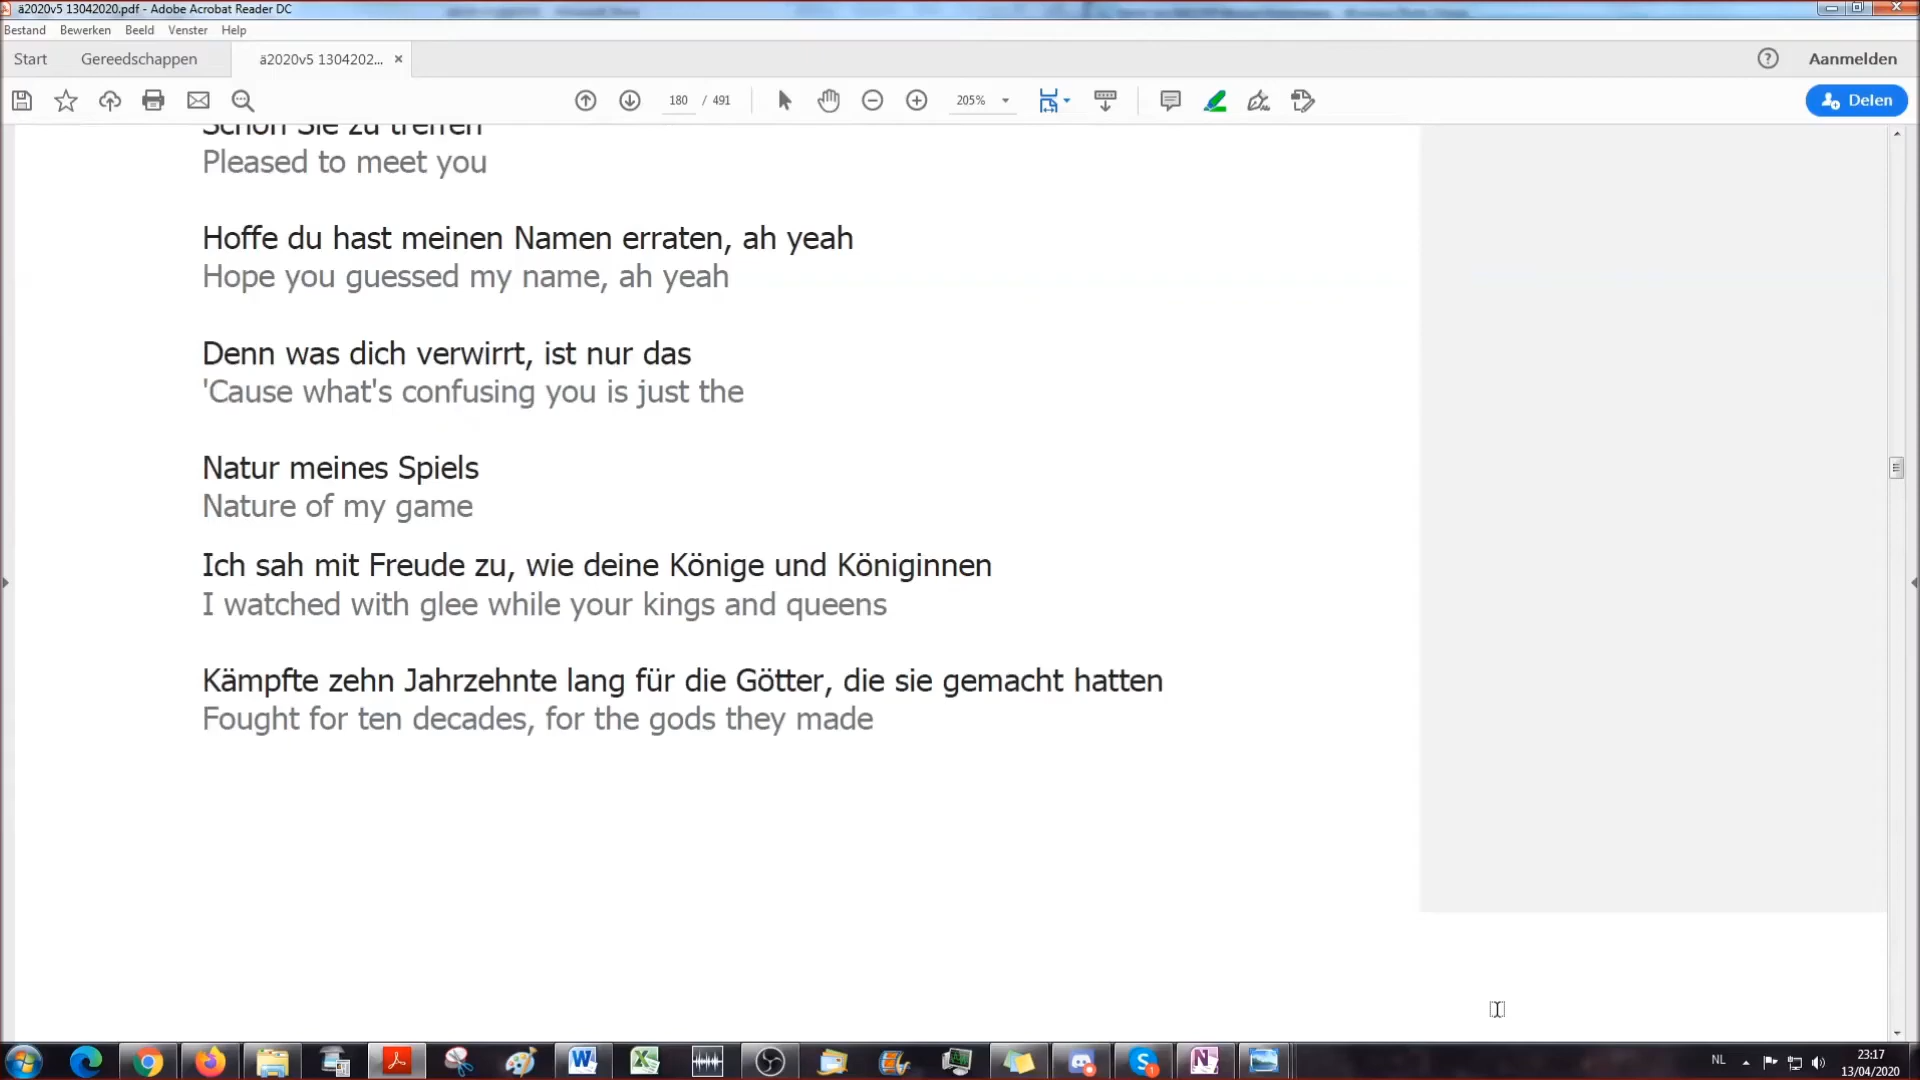 ä2020v5 13042020.pdf - Adobe Acrobat Reader DC
Bestand Bewerken Beeld Venster Help
Start Gereedschappen ä2020v5 1304202... × Aanmelden
180 / 491 205% Delen
Schön Sie zu treffen
Pleased to meet you
Hoffe du hast meinen Namen erraten, ah yeah
Hope you guessed my name, ah yeah
Denn was dich verwirrt, ist nur das
'Cause what's confusing you is just the
Natur meines Spiels
Nature of my game
Ich sah mit Freude zu, wie deine Könige und Königinnen
I watched with glee while your kings and queens
Kämpfte zehn Jahrzehnte lang für die Götter, die sie gemacht hatten
Fought for ten decades, for the gods they made
NL
23:17
13/04/2020